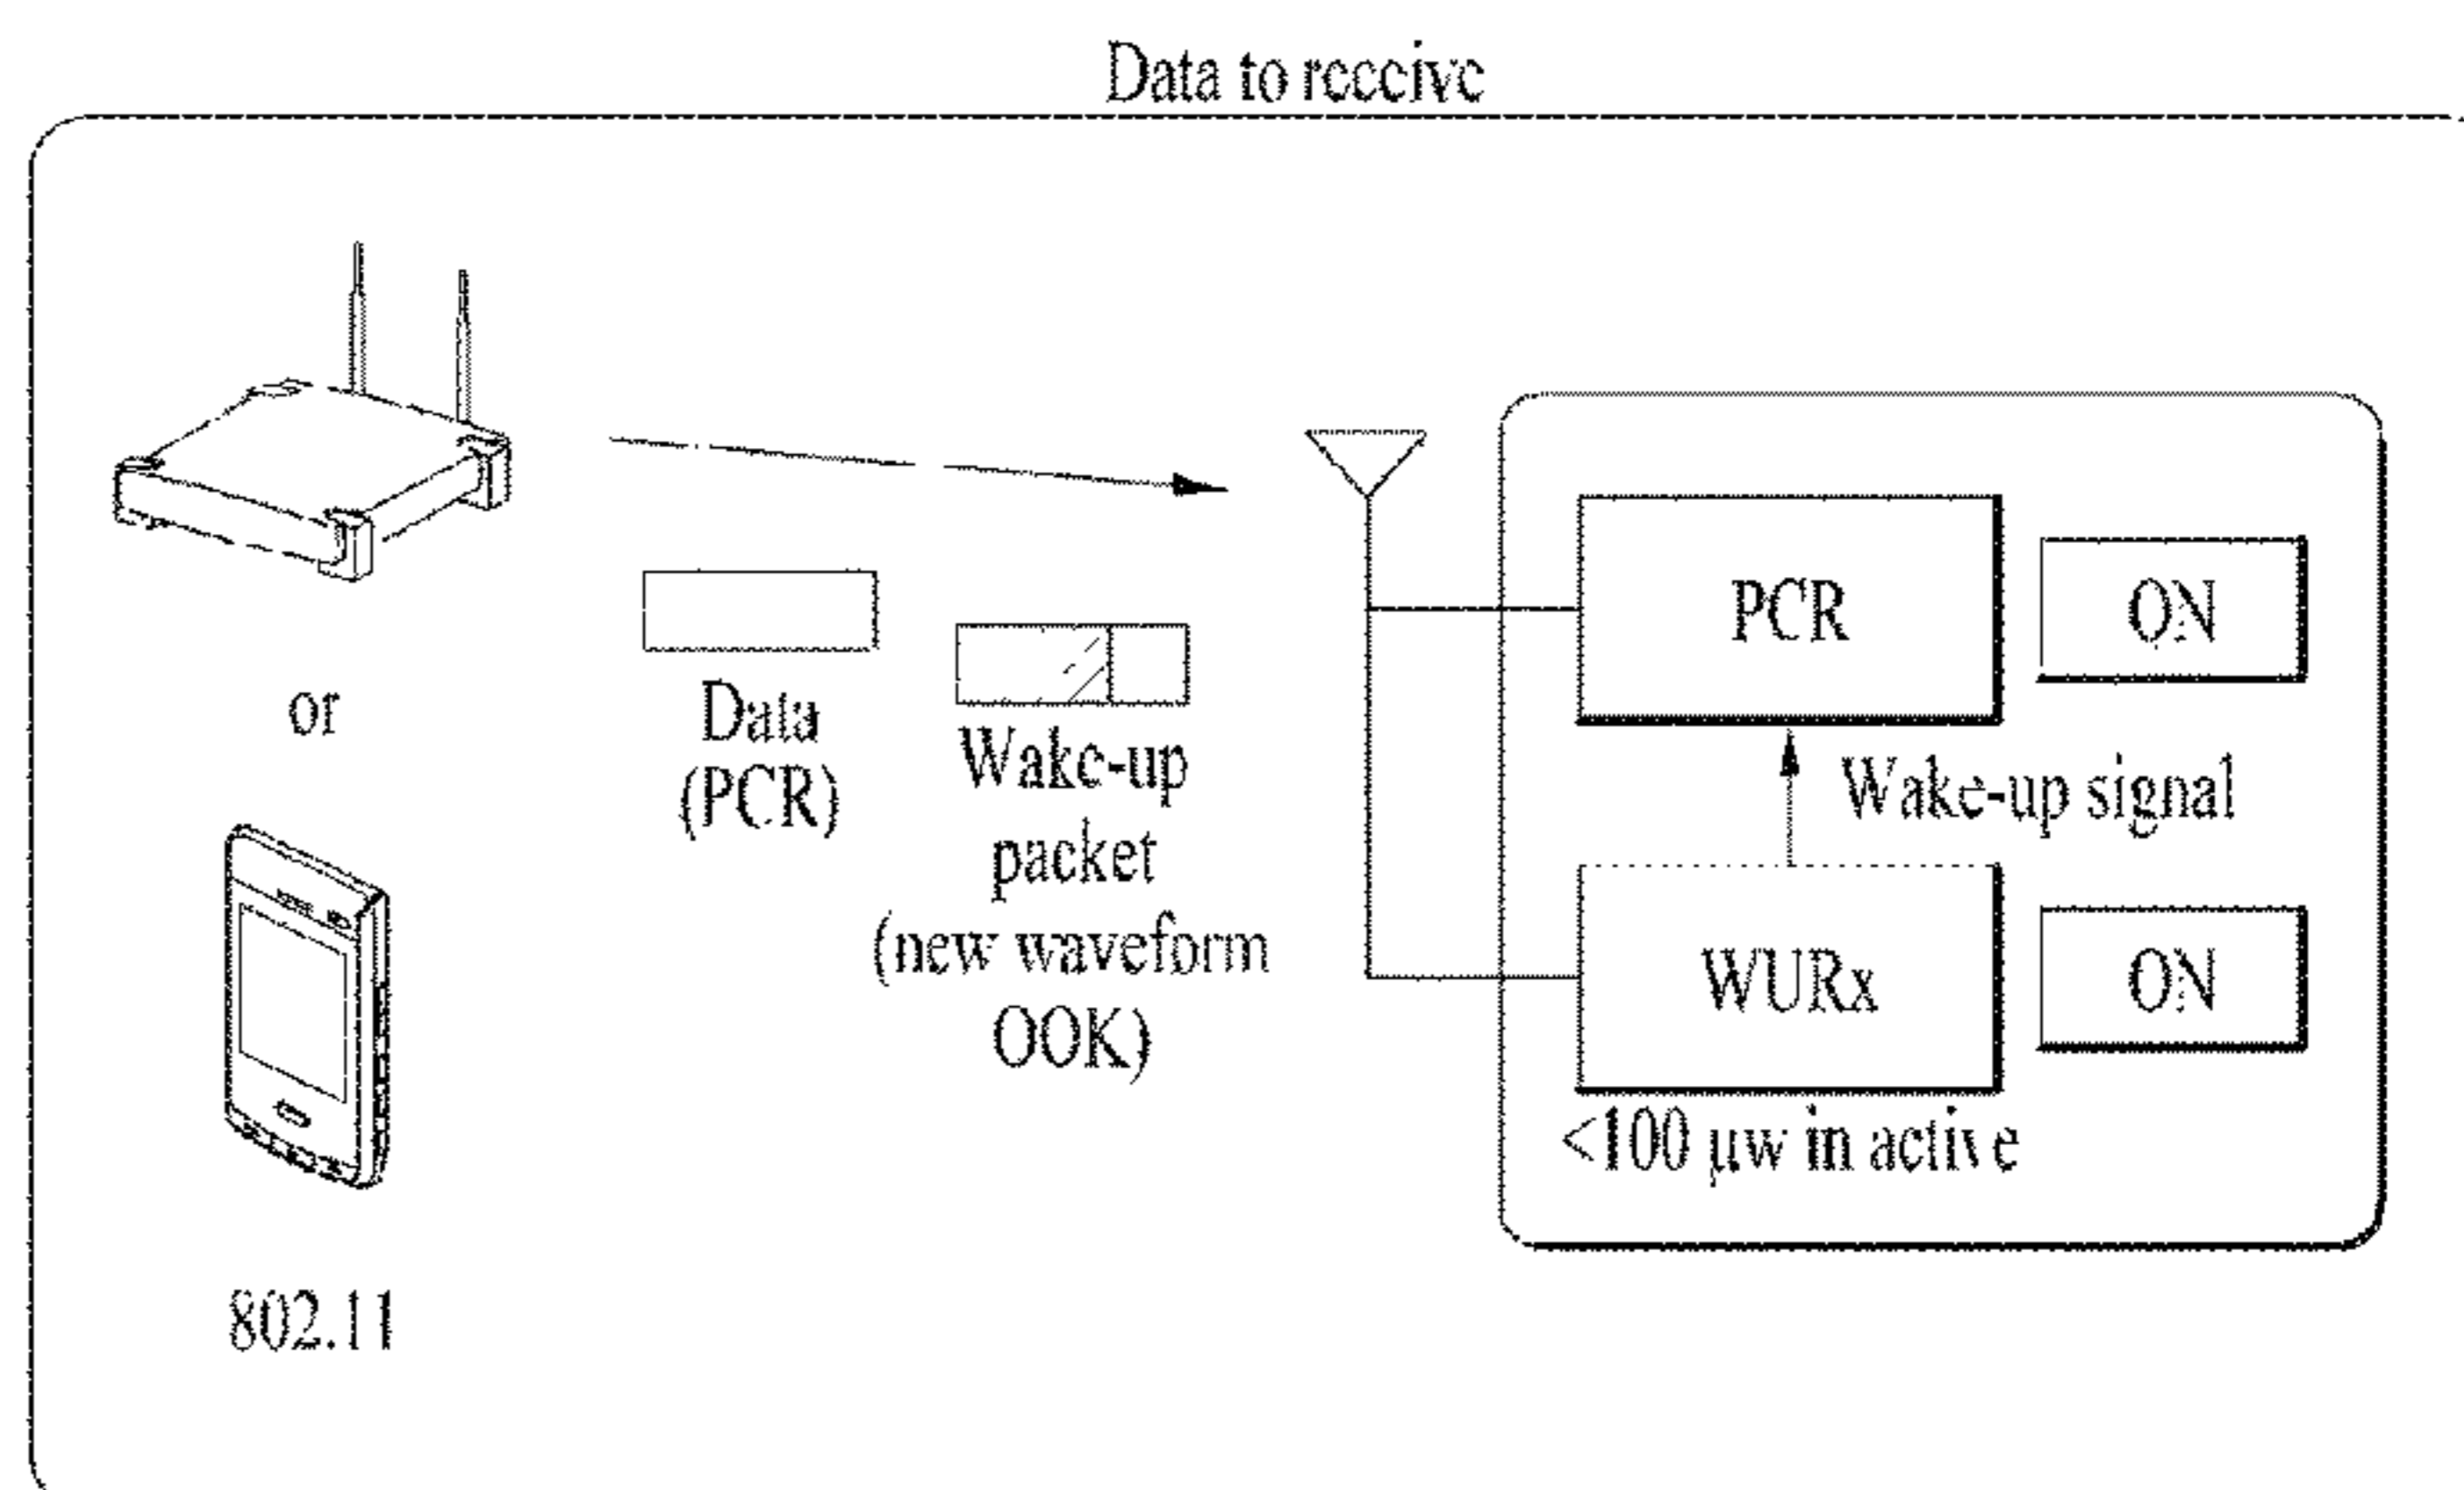 Data to receive
or
802.11
Data
(PCR)
Wake-up
packet
(new waveform
OOK)
PCR
ON
Wake-up signal
WURx
ON
<100 μw in active